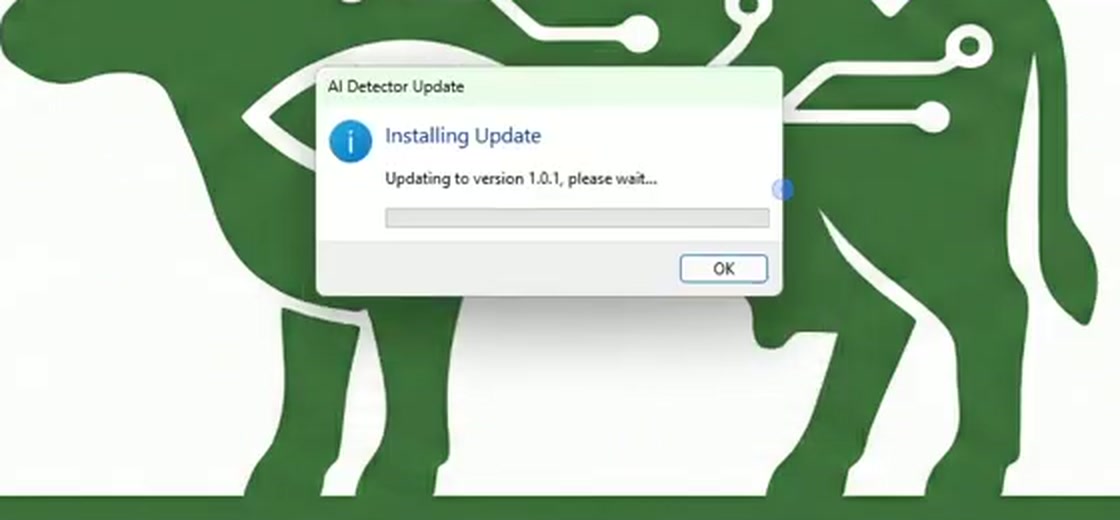 AI Detector Update
Installing Update
Updating to version 1.0.1, please wait...
OK